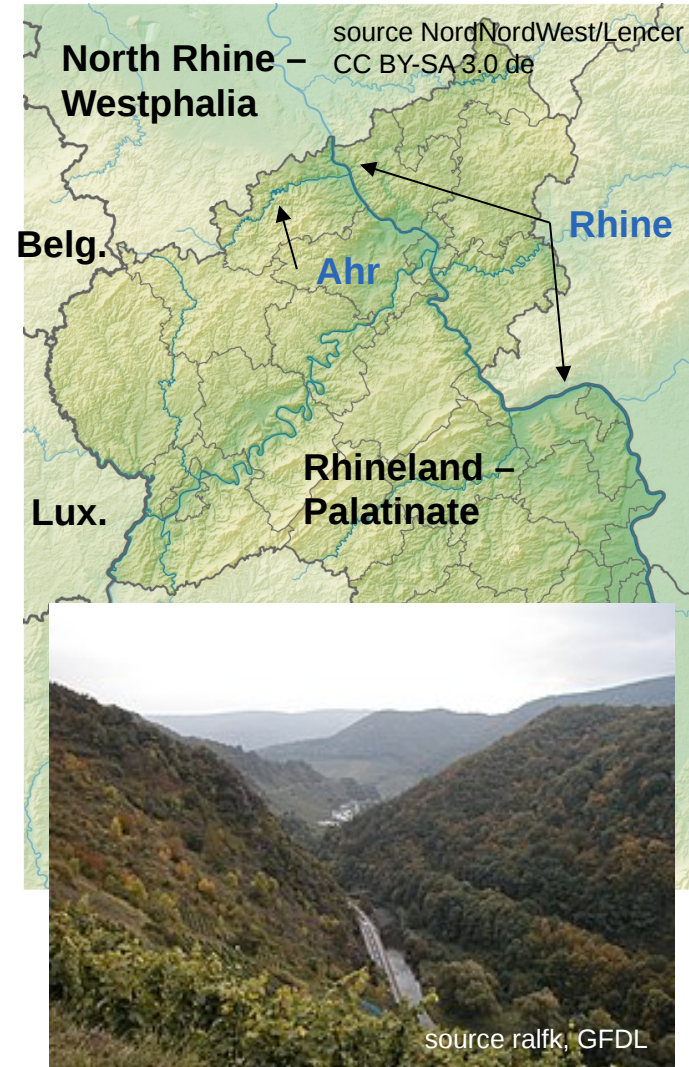 source NordNordWest/Lencer
CC BY-SA 3.0 de
North Rhine –
Westphalia
Rhine
Belg.
Ahr
Rhineland –
Palatinate
Lux.
source ralfk, GFDL